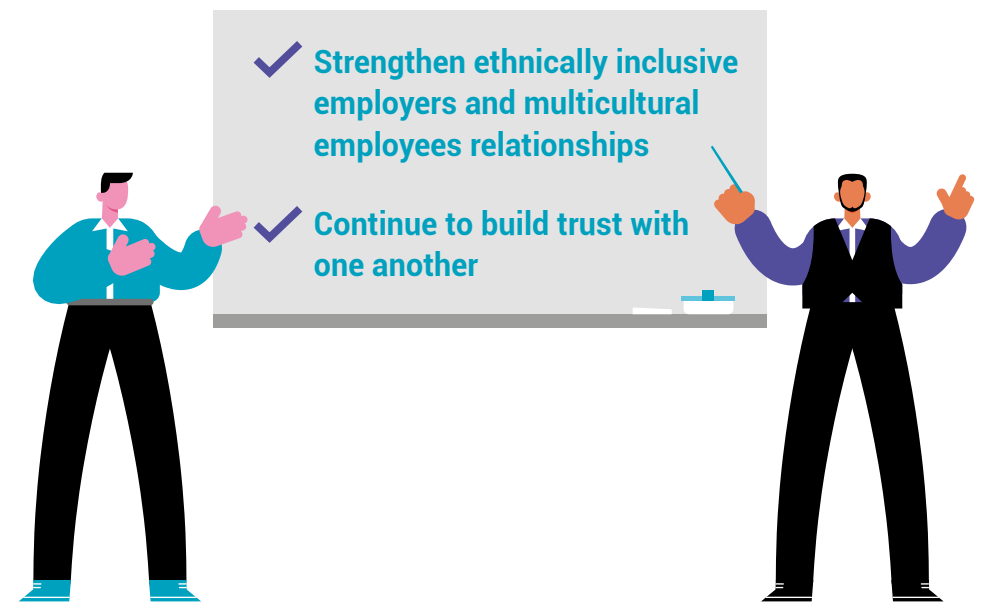 Strengthen ethnically inclusive
employers and multicultural
employees relationships
Continue to build trust with
one another